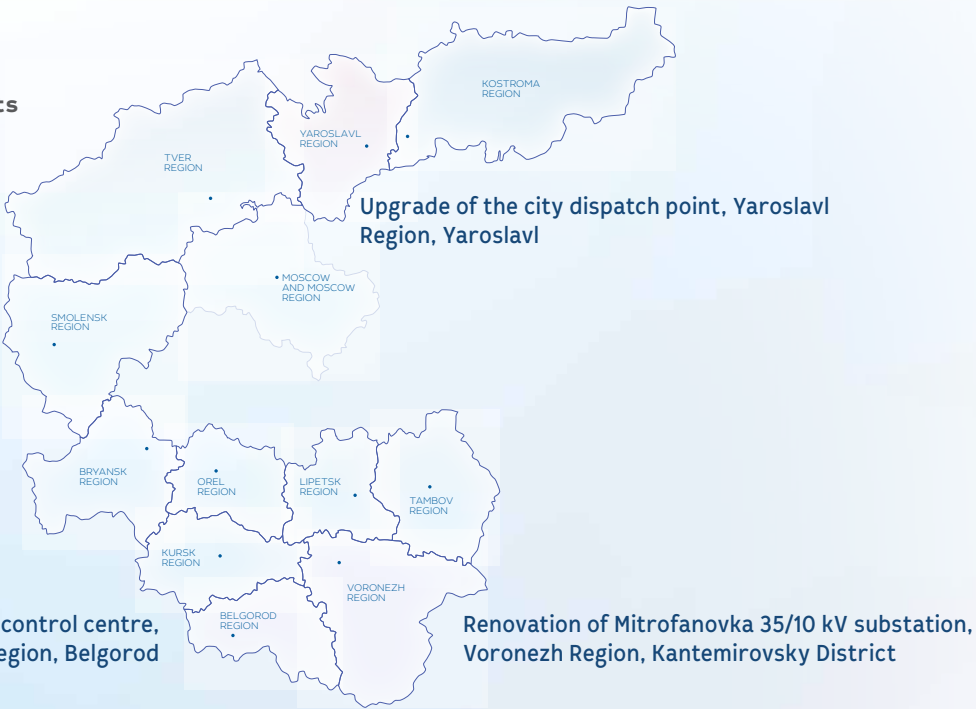 KOSTROMA
REGION
YAROSLAVL
REGION
TVER
REGION
Upgrade of the city dispatch point, Yaroslavl
Region, Yaroslavl
MOSCOW
AND MOSCOW
REGION
SMOLENSK
REGION
BRYANSK
REGION
OREL
REGION
LIPETSK
REGION
TAMBOV
REGION
KURSK
REGION
VORONEZH
REGION
BELGOROD
REGION
control centre,
Belgorod
Renovation of Mitrofanovka 35/10 kV substation,
Voronezh Region, Kantemirovsky District